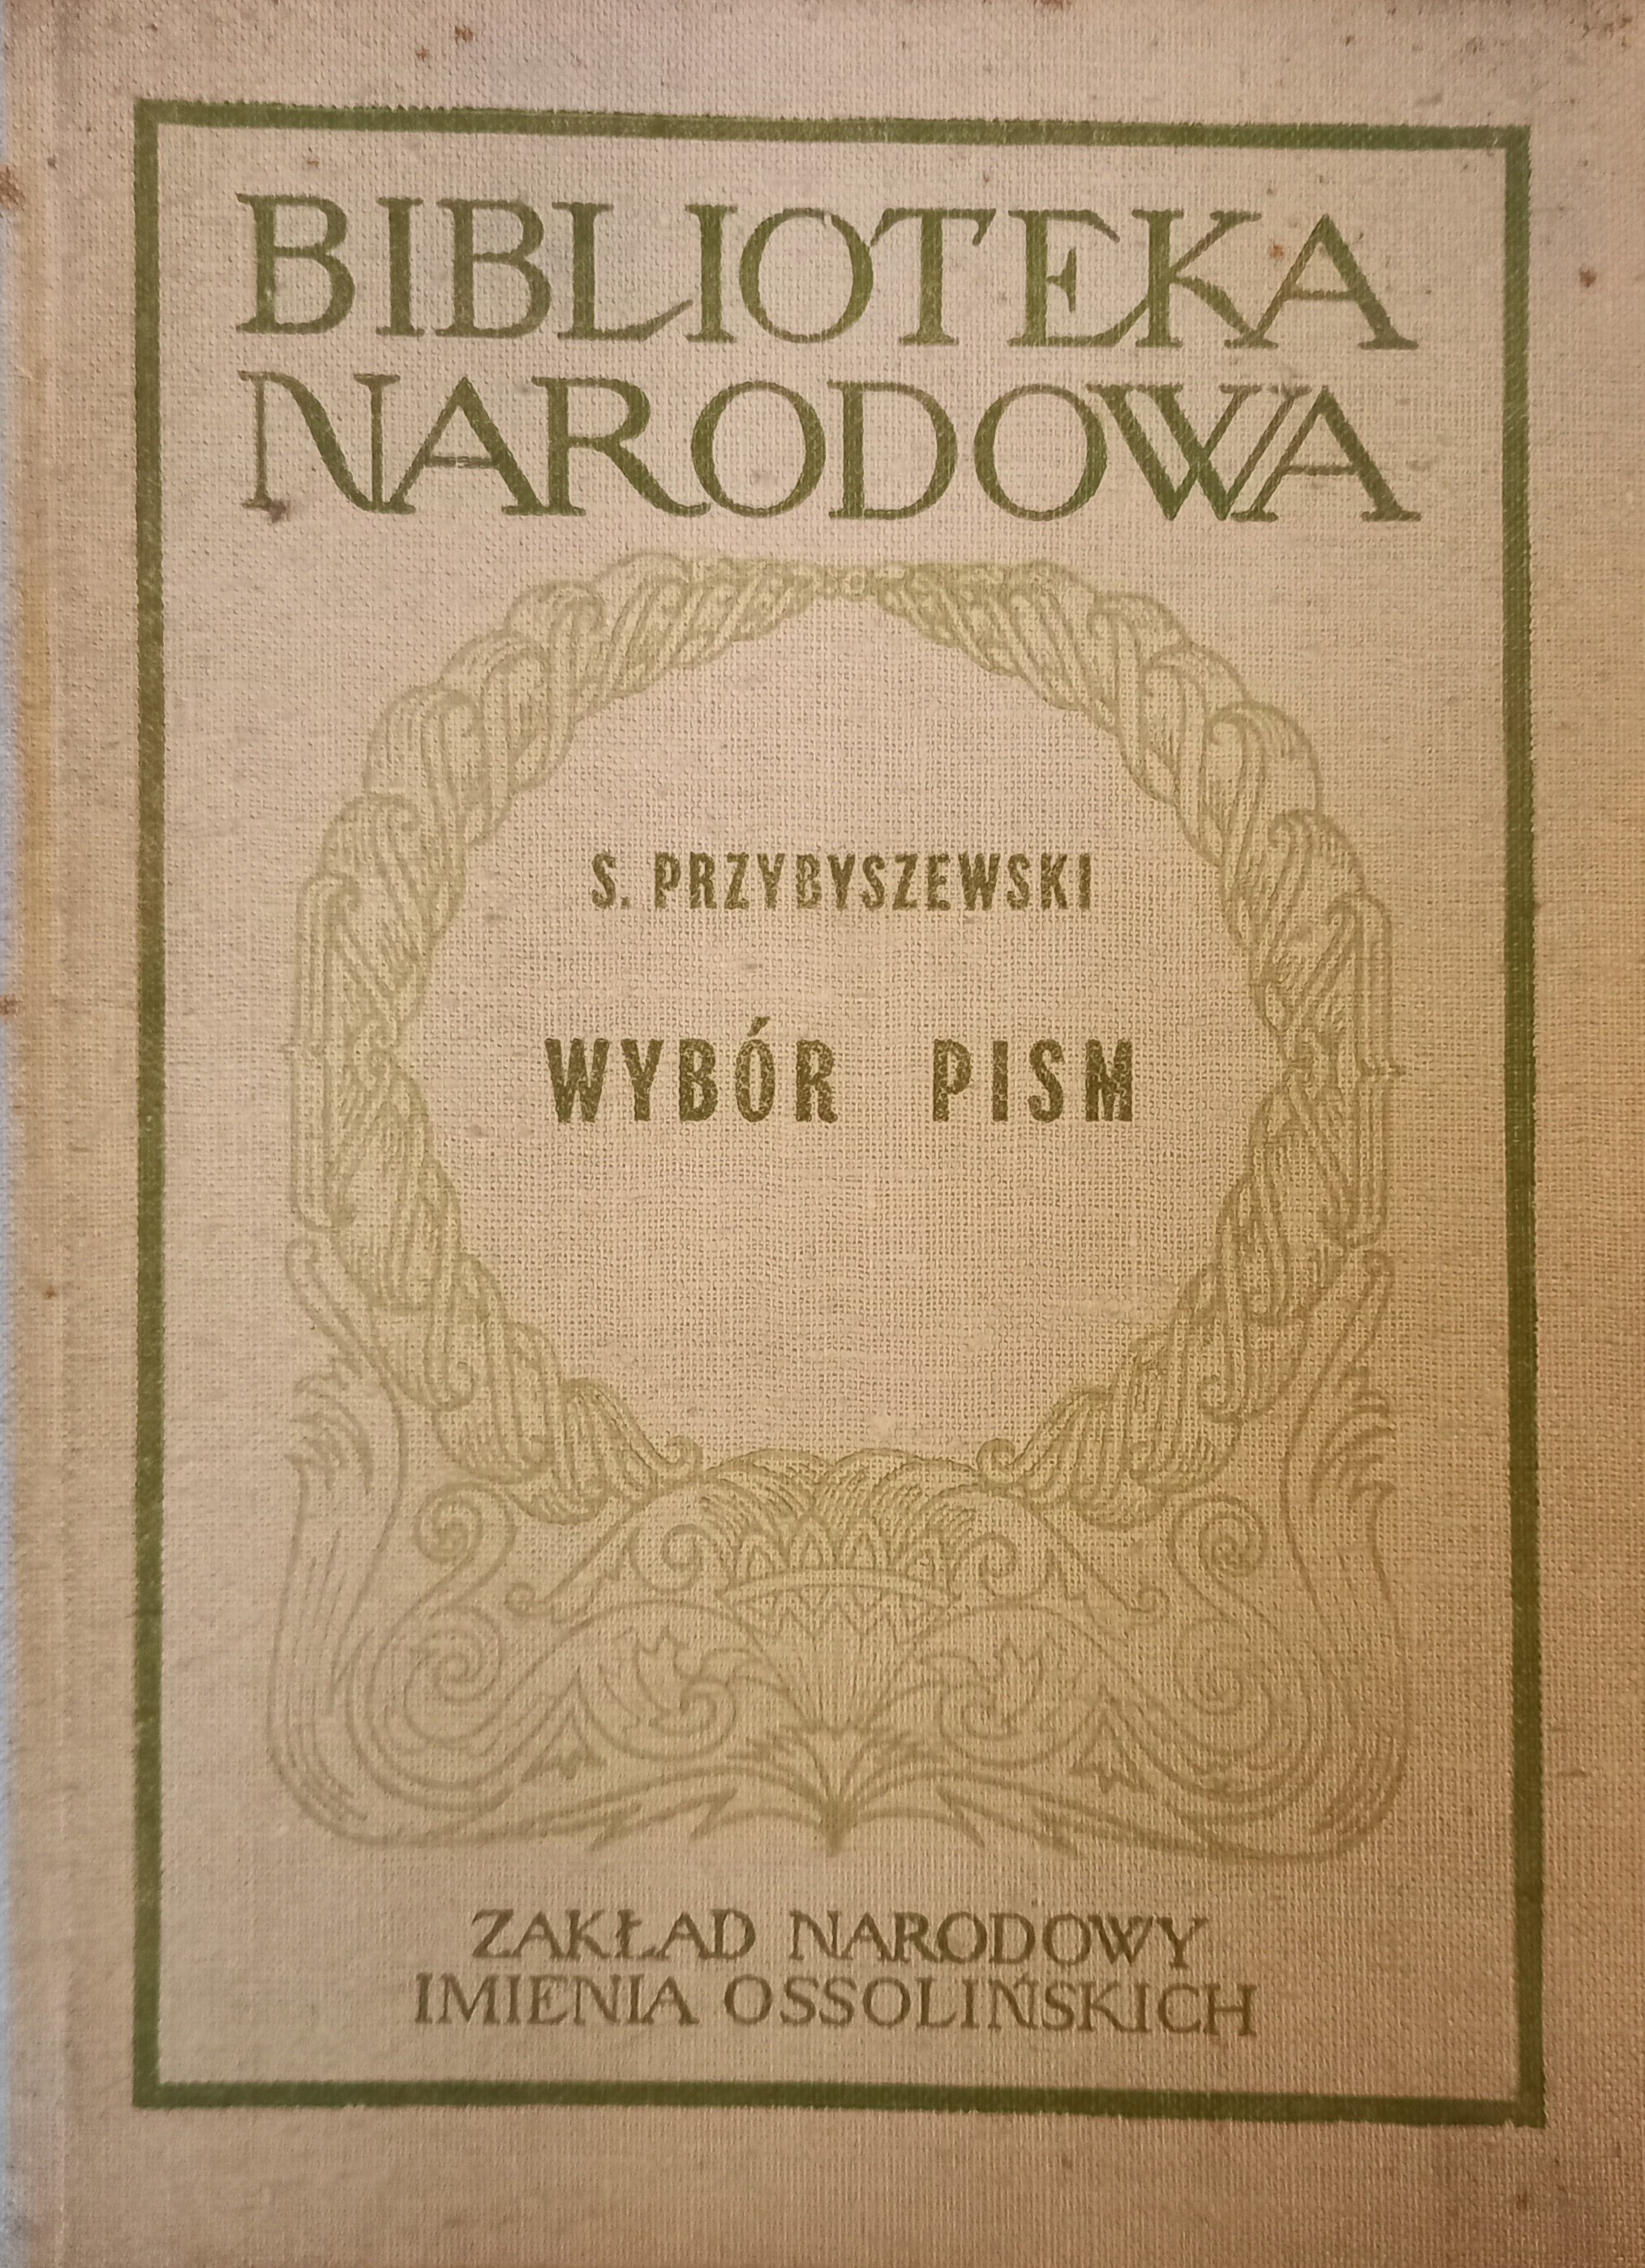 BIBLIOTEKA
NARODOWA
S. PRZYBYSZEWSKI
WYBÓR PISM
ZAKŁAD NARODOWY
IMIENIA OSSOLIŃSKICH